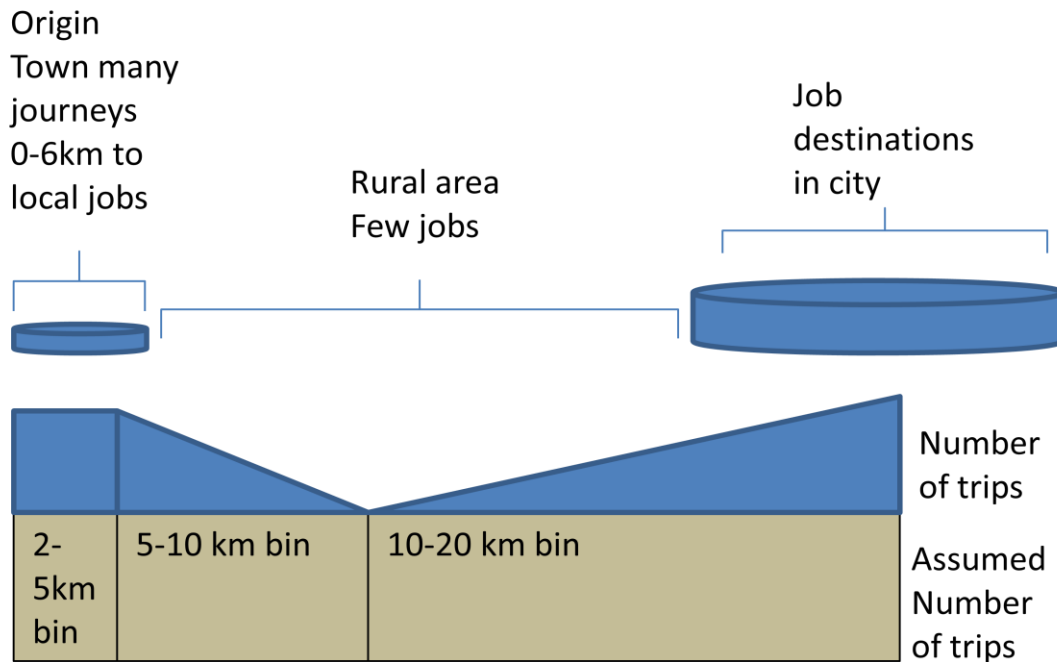 Origin
Town many
journeys
0-6km to
local jobs
Rural area
Few jobs
Job
destinations
in city
Number
of trips
2-
5km
bin
5-10 km bin
10-20 km bin
Assumed
Number
of trips